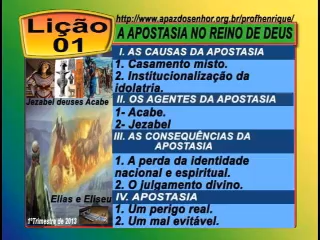 Lição
01
http://www.apazdosenhor.org.br/profhenrique/
A APOSTASIA NO REINO DE DEUS
I. AS CAUSAS DA APOSTASIA
1. Casamento misto.
2. Institucionalização da
idolatria.
II. OS AGENTES DA APOSTASIA
1- Acabe.
2- Jezabel
III. AS CONSEQUÊNCIAS DA
APOSTASIA
1. A perda da identidade
nacional e espiritual.
2. O julgamento divino.
IV. APOSTASIA
1. Um perigo real.
2. Um mal evitável.
Jezabel deuses Acabe
Elias e Eliseu
1ºTrimestre de 2013